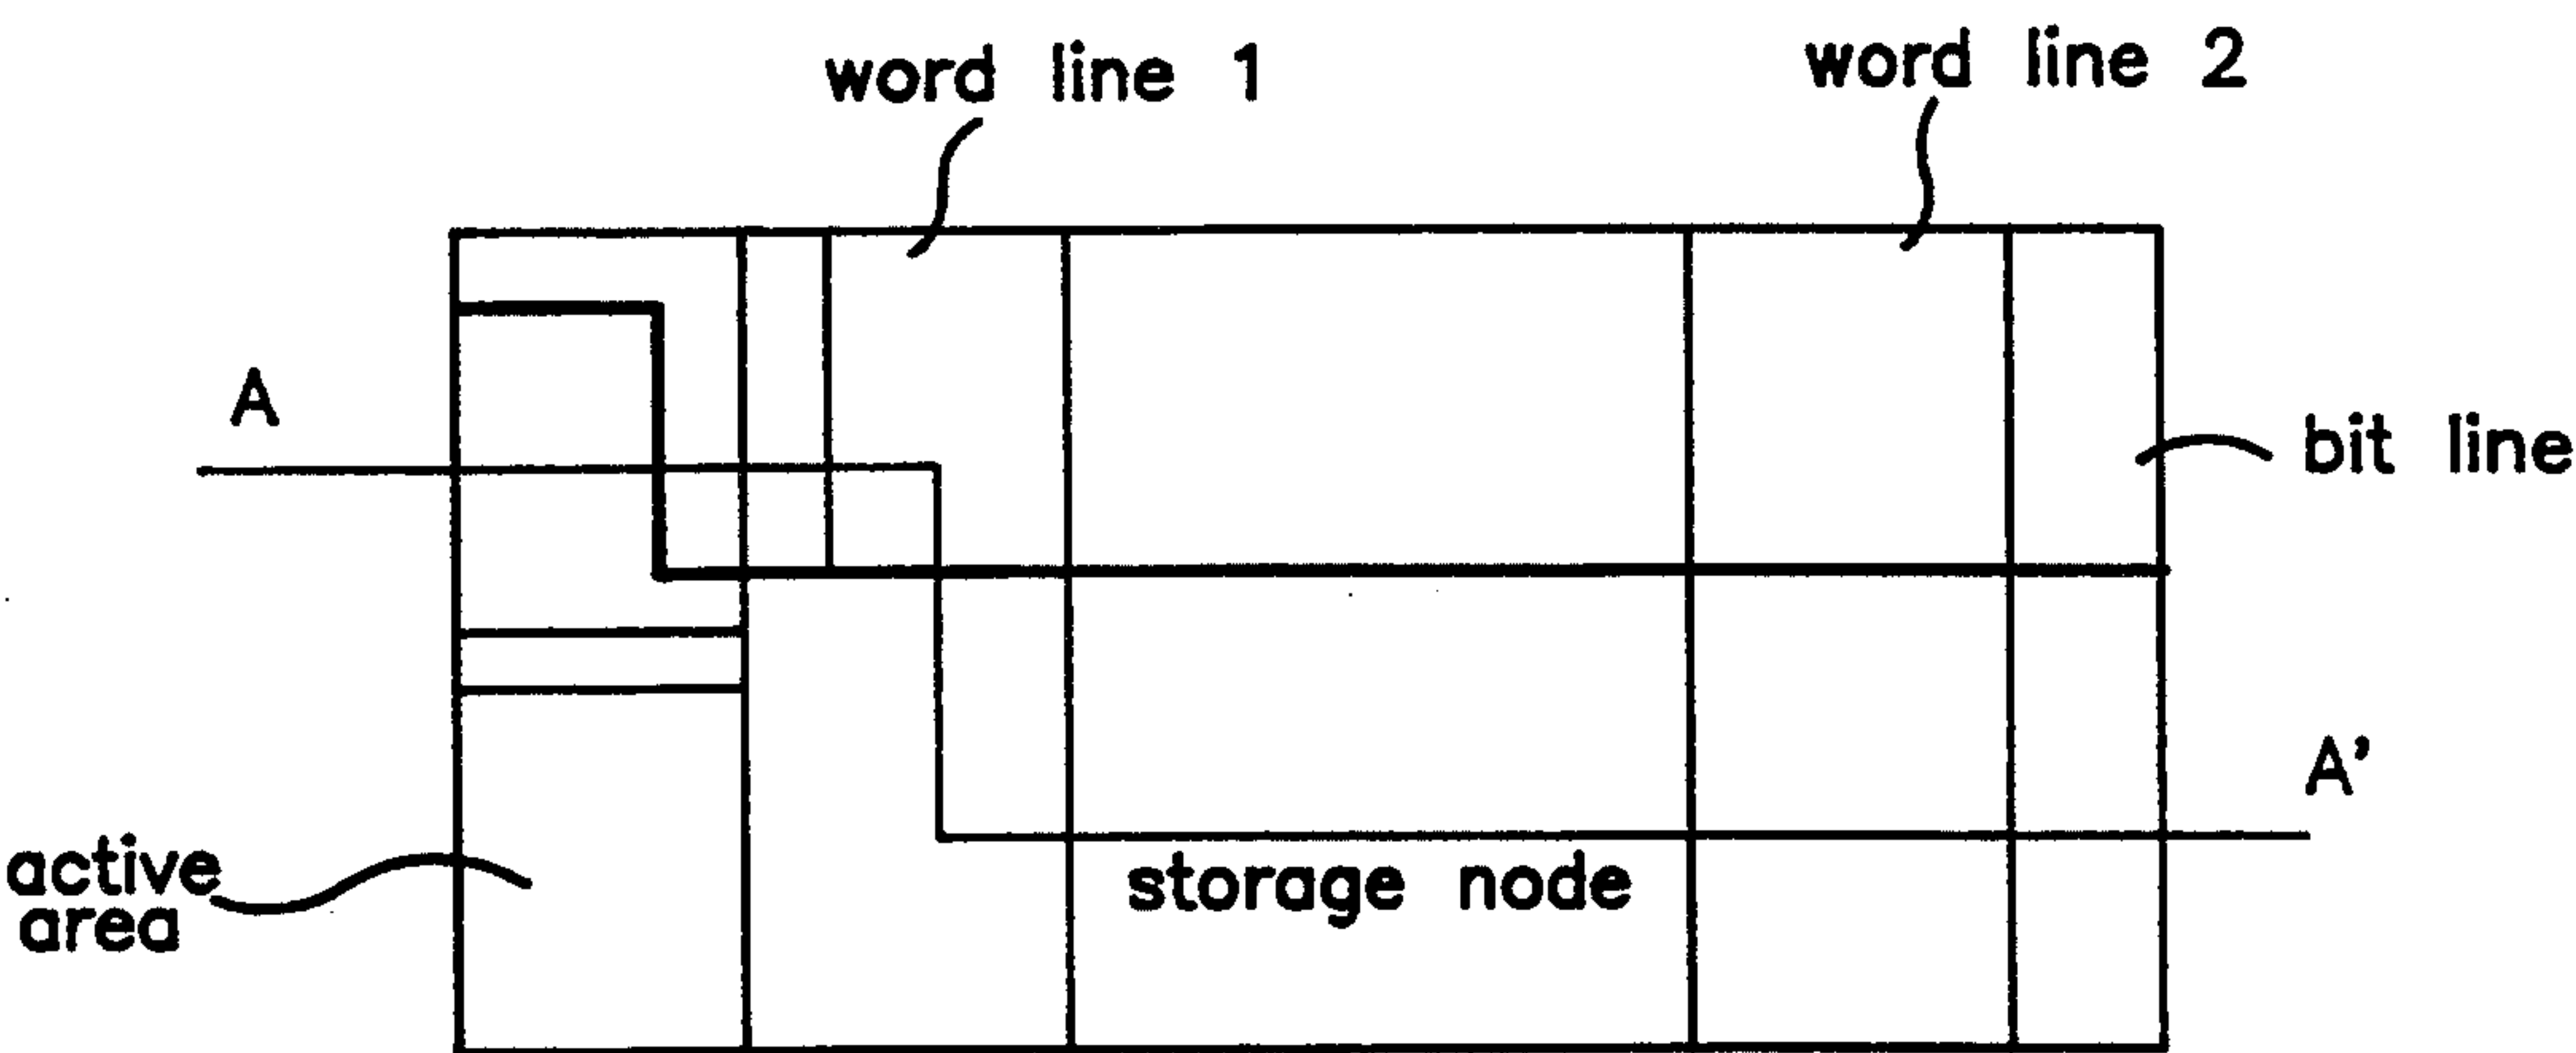 word line 1
word line 2
A
bit line
A'
active
area
storage node